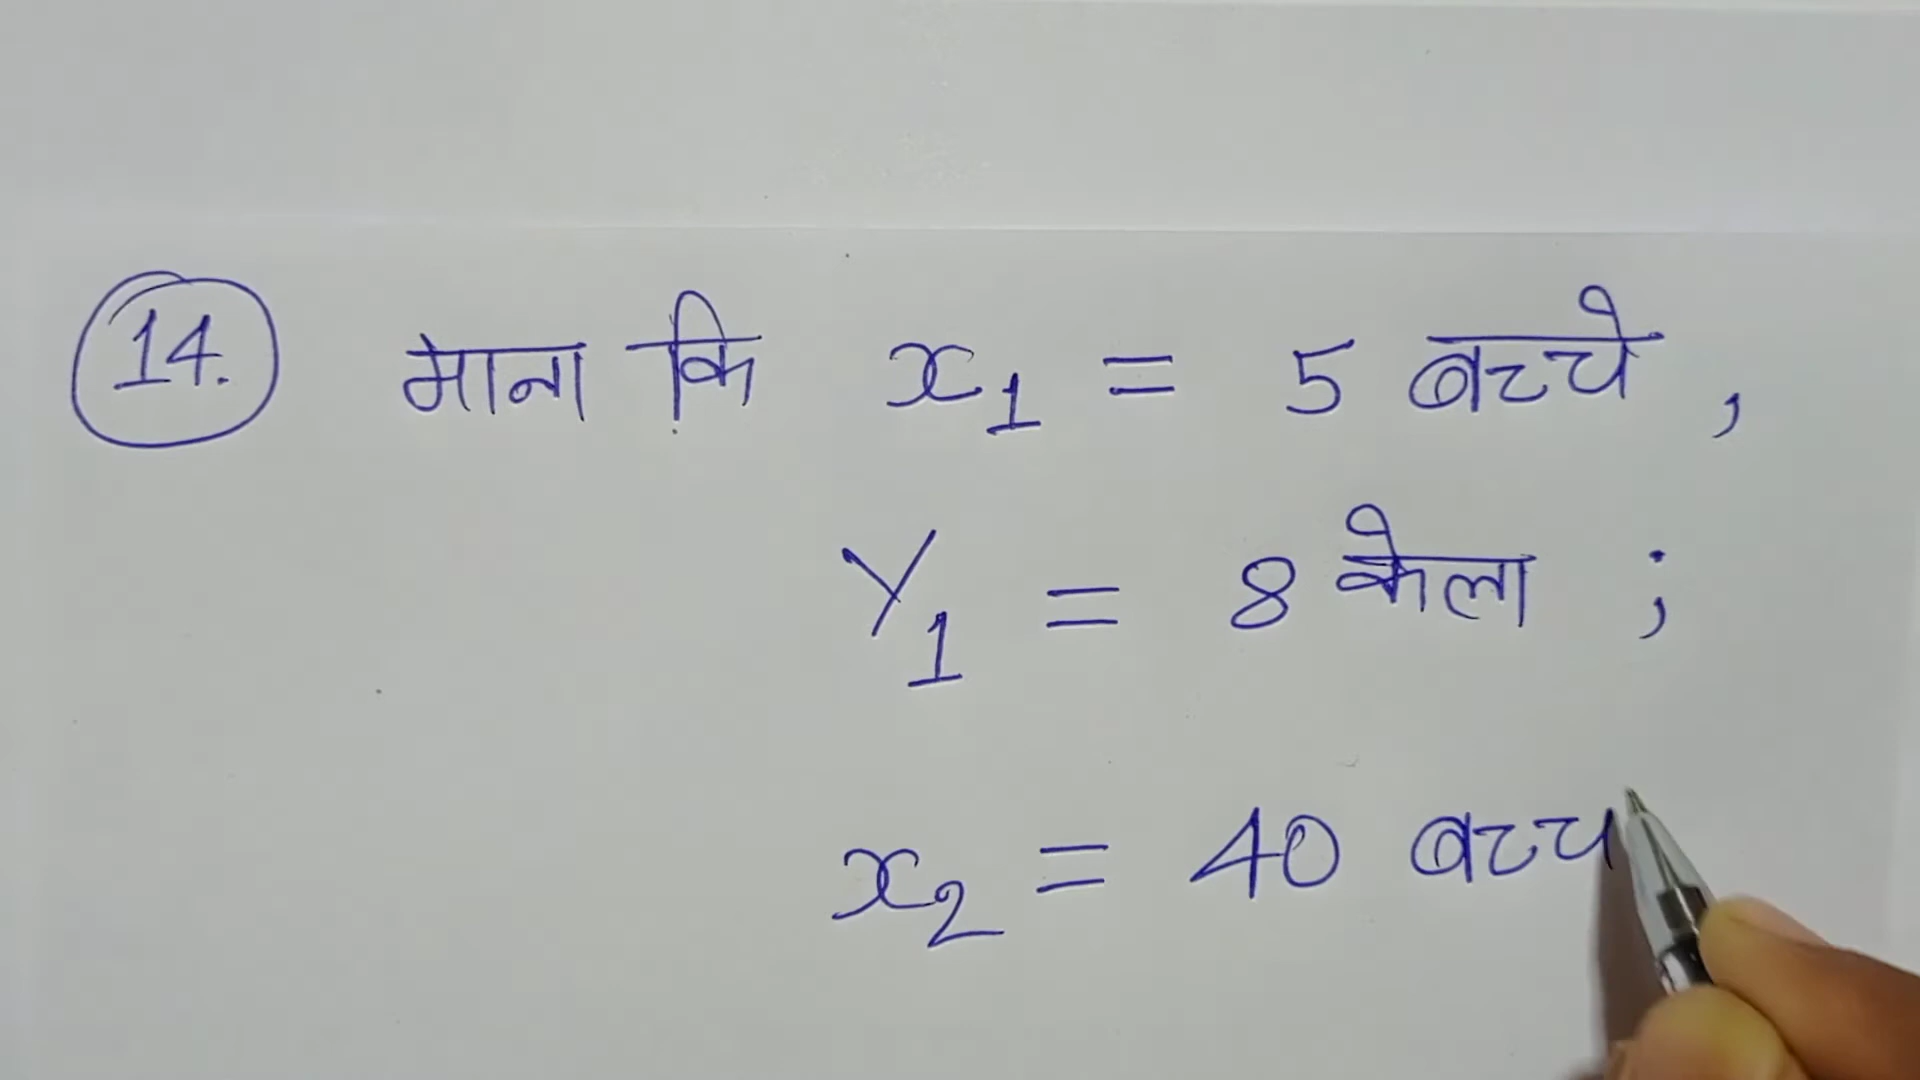 14. माना कि x₁ = 5 बच्चे ,
Y₁ = 8 केला ;
x₂ = 40 बच्च